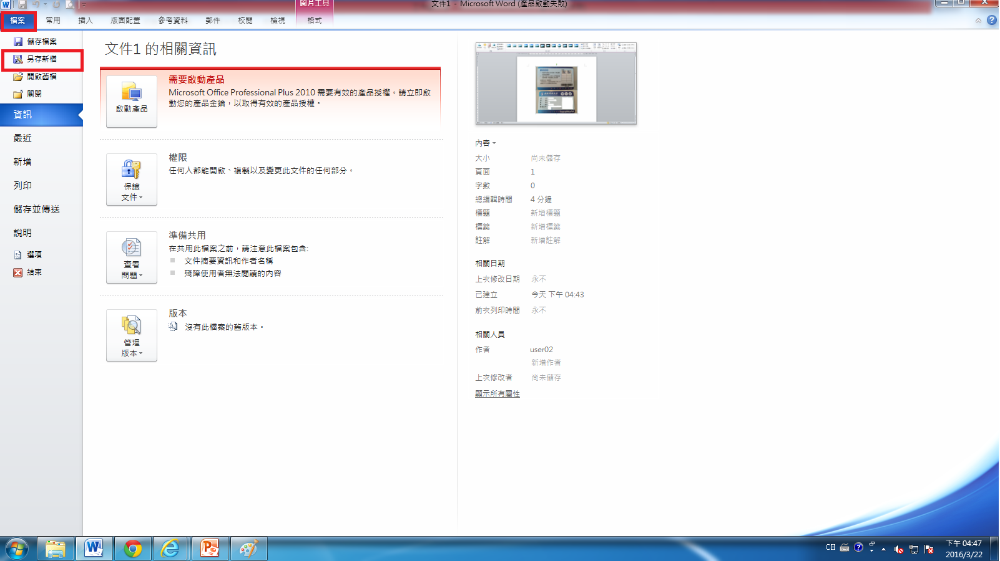 文件1 - Microsoft Word (產品啟動失敗)
圖片工具
檔案 常用 插入 版面配置 參考資料 郵件 校閱 檢視 格式
儲存檔案
另存新檔
開啟舊檔
關閉
資訊
最近
新增
列印
儲存並傳送
說明
選項
結束
文件1 的相關資訊
啟動產品
需要啟動產品
Microsoft Office Professional Plus 2010 需要有效的產品授權。請立即啟
動您的產品金鑰，以取得有效的產品授權。
保護
文件
權限
任何人都能開啟、複製以及變更此文件的任何部分。
查看
問題
準備共用
在共用此檔案之前，請注意此檔案包含:
文件摘要資訊和作者名稱
殘障使用者無法閱讀的內容
管理
版本
版本
沒有此檔案的舊版本。
內容
大小 尚未儲存
頁面 1
字數 0
總編輯時間 4 分鐘
標題 新增標題
標籤 新增標籤
註解 新增註解
相關日期
上次修改日期 永不
已建立 今天 下午 04:43
前次列印時間 永不
相關人員
作者 user02
新增作者
上次修改者 尚未儲存
顯示所有屬性
CH
下午 04:47
2016/3/22